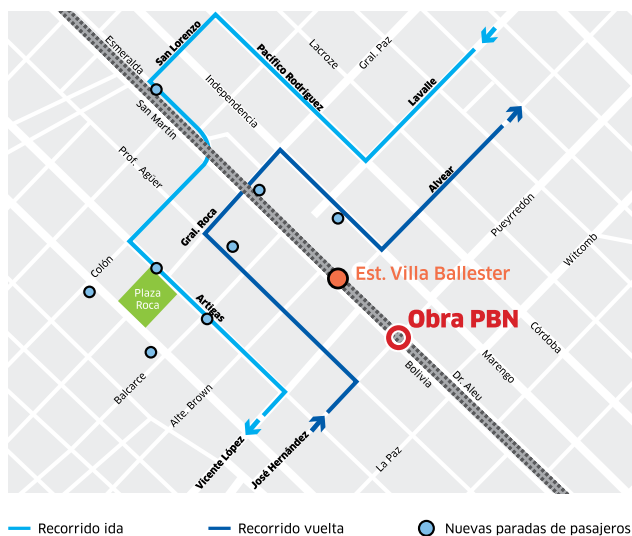 Esmeralda
San Lorenzo
Pacífico Rodríguez
Lacroze
Gral. Paz
Lavalle
Independencia
San Martín
Prof. Agüer
Alvear
Pueyrredón
Witcomb
Gral. Roca
Colón
Plaza
Roca
Artigas
Est. Villa Ballester
Obra PBN
Córdoba
Marengo
Dr. Aleu
Bolivia
Balcarce
Alte. Brown
La Paz
Vicente López
José Hernández
Recorrido ida
Recorrido vuelta
Nuevas paradas de pasajeros